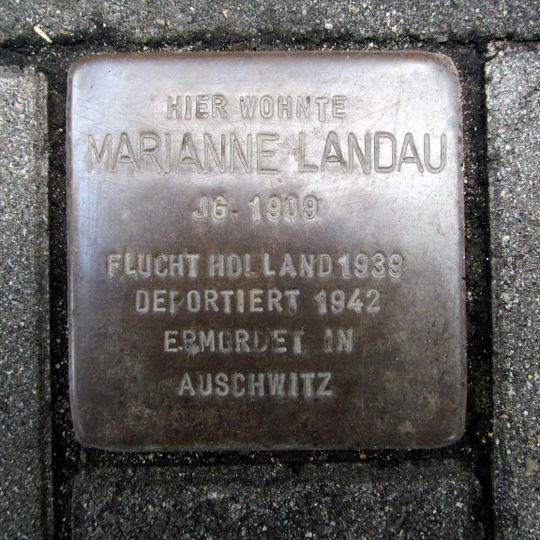 HIER WOHNTE
MARIANNE LANDAU
JG. 1909
FLUCHT HOLLAND 1939
DEPORTIERT 1942
ERMORDET IN
AUSCHWITZ